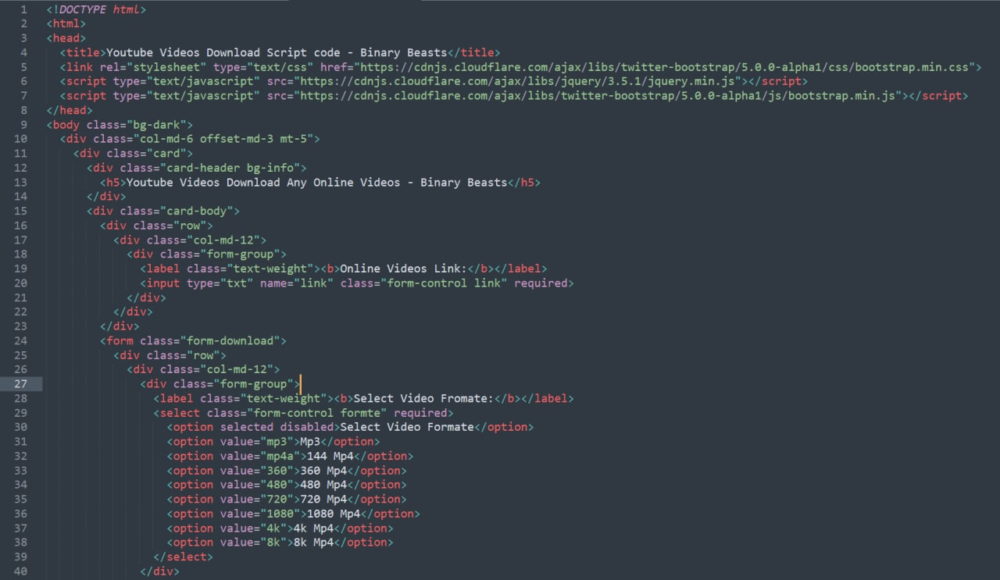 1 <!DOCTYPE html>
2 <html>
3 <head>
4 <title>Youtube Videos Download Script code - Binary Beasts</title>
5 <link rel="stylesheet" type="text/css" href="https://cdnjs.cloudflare.com/ajax/libs/twitter-bootstrap/5.0.0-alpha1/css/bootstrap.min.css">
6 <script type="text/javascript" src="https://cdnjs.cloudflare.com/ajax/libs/jquery/3.5.1/jquery.min.js"></script>
7 <script type="text/javascript" src="https://cdnjs.cloudflare.com/ajax/libs/twitter-bootstrap/5.0.0-alpha1/js/bootstrap.min.js"></script>
8 </head>
9 <body class="bg-dark">
10 <div class="col-md-6 offset-md-3 mt-5">
11 <div class="card">
12 <div class="card-header bg-info">
13 <h5>Youtube Videos Download Any Online Videos - Binary Beasts</h5>
14 </div>
15 <div class="card-body">
16 <div class="row">
17 <div class="col-md-12">
18 <div class="form-group">
19 <label class="text-weight"><b>Online Videos Link:</b></label>
20 <input type="txt" name="link" class="form-control link" required>
21 </div>
22 </div>
23 </div>
24 <form class="form-download">
25 <div class="row">
26 <div class="col-md-12">
27 <div class="form-group">
28 <label class="text-weight"><b>Select Video Fromate:</b></label>
29 <select class="form-control formte" required>
30 <option selected disabled>Select Video Formate</option>
31 <option value="mp3">Mp3</option>
32 <option value="mp4a">144 Mp4</option>
33 <option value="360">360 Mp4</option>
34 <option value="480">480 Mp4</option>
35 <option value="720">720 Mp4</option>
36 <option value="1080">1080 Mp4</option>
37 <option value="4k">4k Mp4</option>
38 <option value="8k">8k Mp4</option>
39 </select>
40 </div>